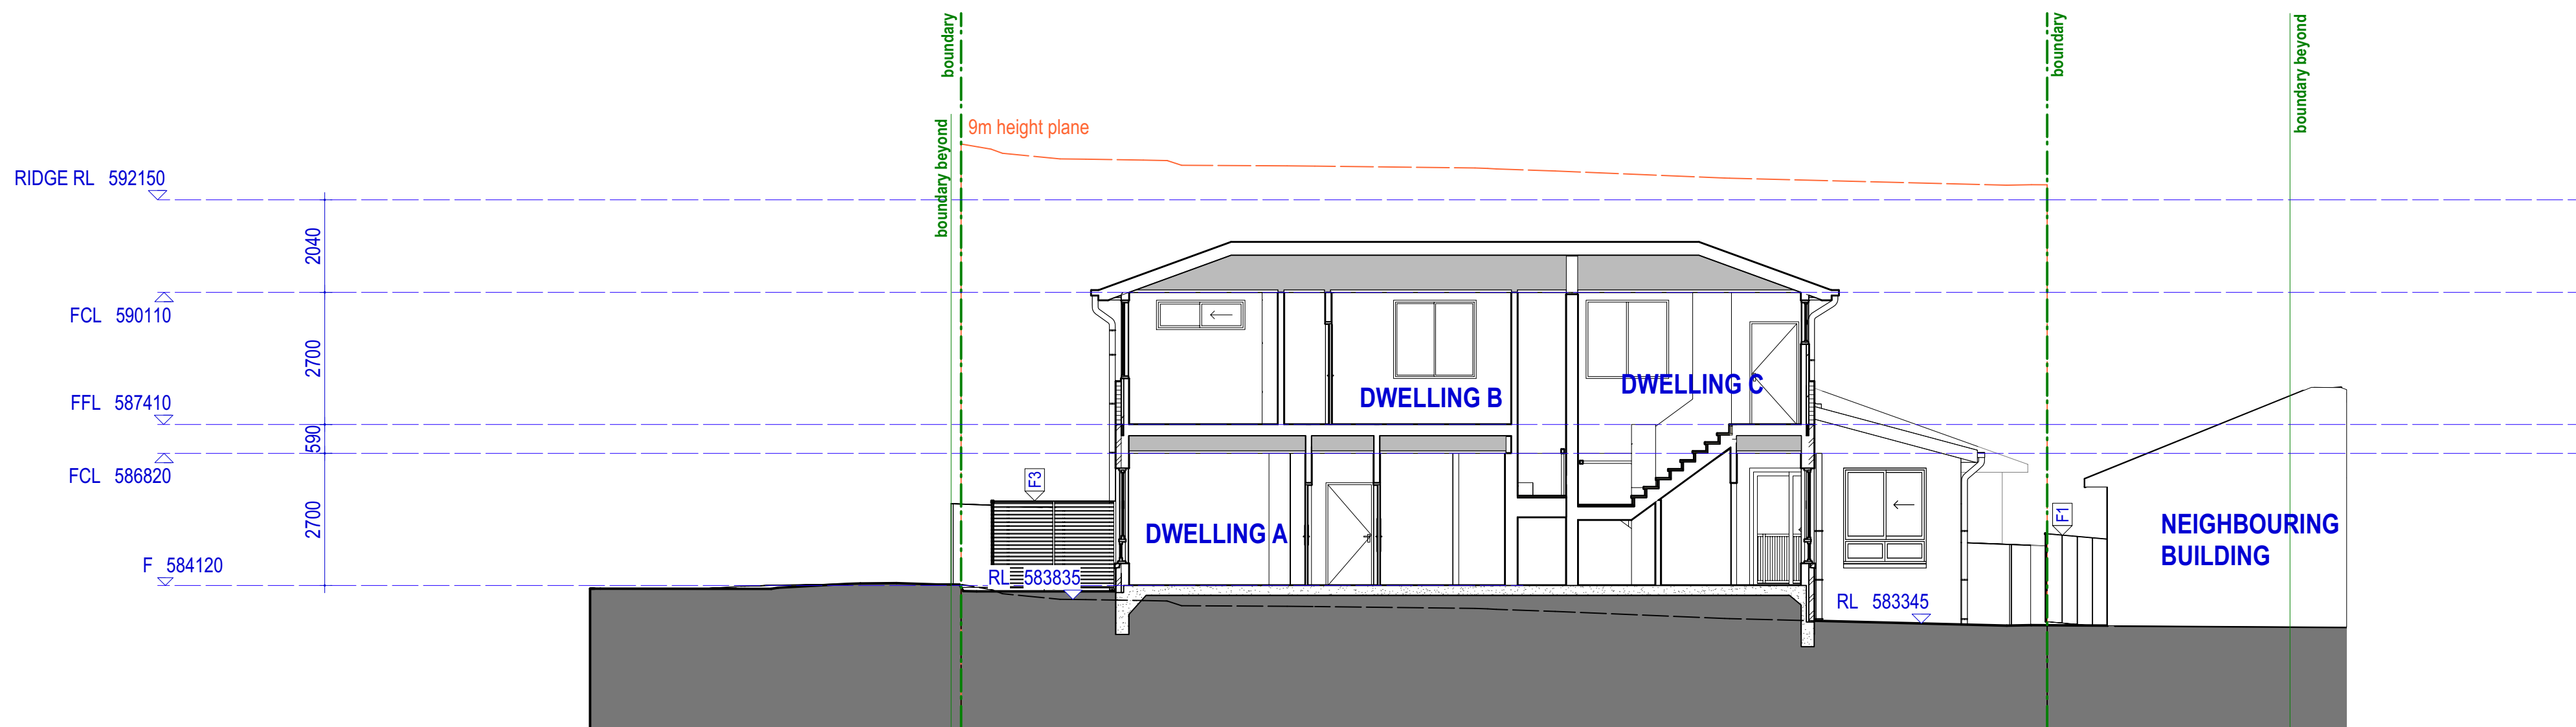 boundary
boundary
boundary beyond
9m height plane
boundary beyond
RIDGE RL 592150
2040
FCL 590110
2700
FFL 587410
DWELLING B
DWELLING C
590
FCL 586820
F3
2700
DWELLING A
F1
NEIGHBOURING
BUILDING
F 584120
RL 583835
RL 583345